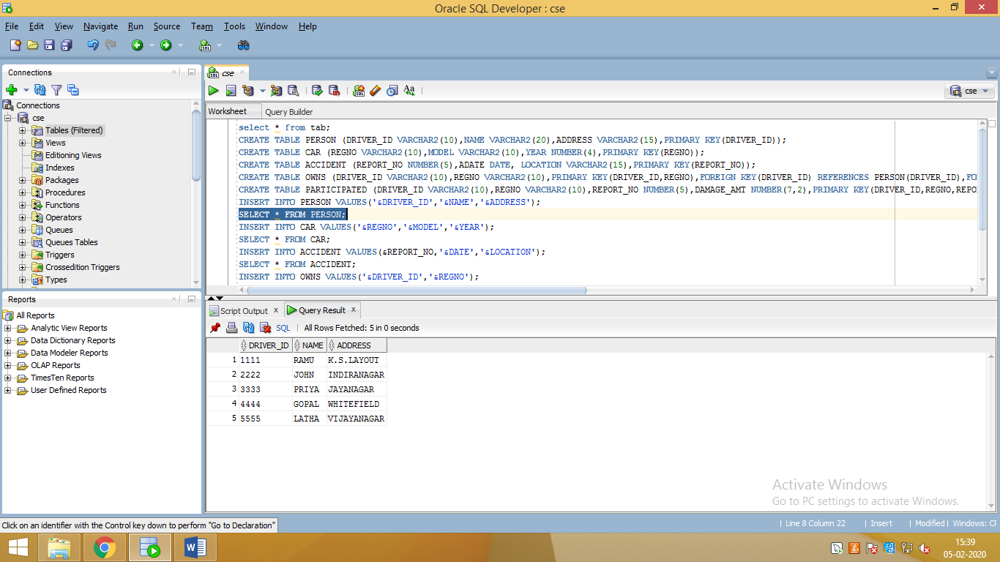 Oracle SQL Developer : cse
File Edit View Navigate Run Source Team Tools Window Help
Connections
Connections
cse
Tables (Filtered)
Views
Editioning Views
Indexes
Packages
Procedures
Functions
Operators
Queues
Queues Tables
Triggers
Crossedition Triggers
Types
Reports
All Reports
Analytic View Reports
Data Dictionary Reports
Data Modeler Reports
OLAP Reports
TimesTen Reports
User Defined Reports
cse
cse
Worksheet Query Builder
select * from tab;
CREATE TABLE PERSON (DRIVER_ID VARCHAR2(10),NAME VARCHAR2(20),ADDRESS VARCHAR2(15),PRIMARY KEY(DRIVER_ID));
CREATE TABLE CAR (REGNO VARCHAR2(10),MODEL VARCHAR2(10),YEAR NUMBER(4),PRIMARY KEY(REGNO));
CREATE TABLE ACCIDENT (REPORT_NO NUMBER(5),ADATE DATE, LOCATION VARCHAR2(15),PRIMARY KEY(REPORT_NO));
CREATE TABLE OWNS (DRIVER_ID VARCHAR2(10),REGNO VARCHAR2(10),PRIMARY KEY(DRIVER_ID,REGNO),FOREIGN KEY(DRIVER_ID) REFERENCES PERSON(DRIVER_ID),FO
CREATE TABLE PARTICIPATED (DRIVER_ID VARCHAR2(10),REGNO VARCHAR2(10),REPORT_NO NUMBER(5),DAMAGE_AMT NUMBER(7,2),PRIMARY KEY(DRIVER_ID,REGNO,REPO
INSERT INTO PERSON VALUES('&DRIVER_ID','&NAME','&ADDRESS');
SELECT * FROM PERSON;
INSERT INTO CAR VALUES('&REGNO','&MODEL','&YEAR');
SELECT * FROM CAR;
INSERT INTO ACCIDENT VALUES(&REPORT_NO,'&DATE','&LOCATION');
SELECT * FROM ACCIDENT;
INSERT INTO OWNS VALUES('&DRIVER_ID','&REGNO');
Script Output x Query Result x
SQL | All Rows Fetched: 5 in 0 seconds
DRIVER_ID NAME ADDRESS
1 1111 RAMU K.S.LAYOUT
2 2222 JOHN INDIRANAGAR
3 3333 PRIYA JAYANAGAR
4 4444 GOPAL WHITEFIELD
5 5555 LATHA VIJAYANAGAR
Activate Windows
Go to PC settings to activate Windows.
Click on an identifier with the Control key down to perform "Go to Declaration"
| Line 8 Column 22 | Insert | Modified | Windows: CF
15:39
05-02-2020